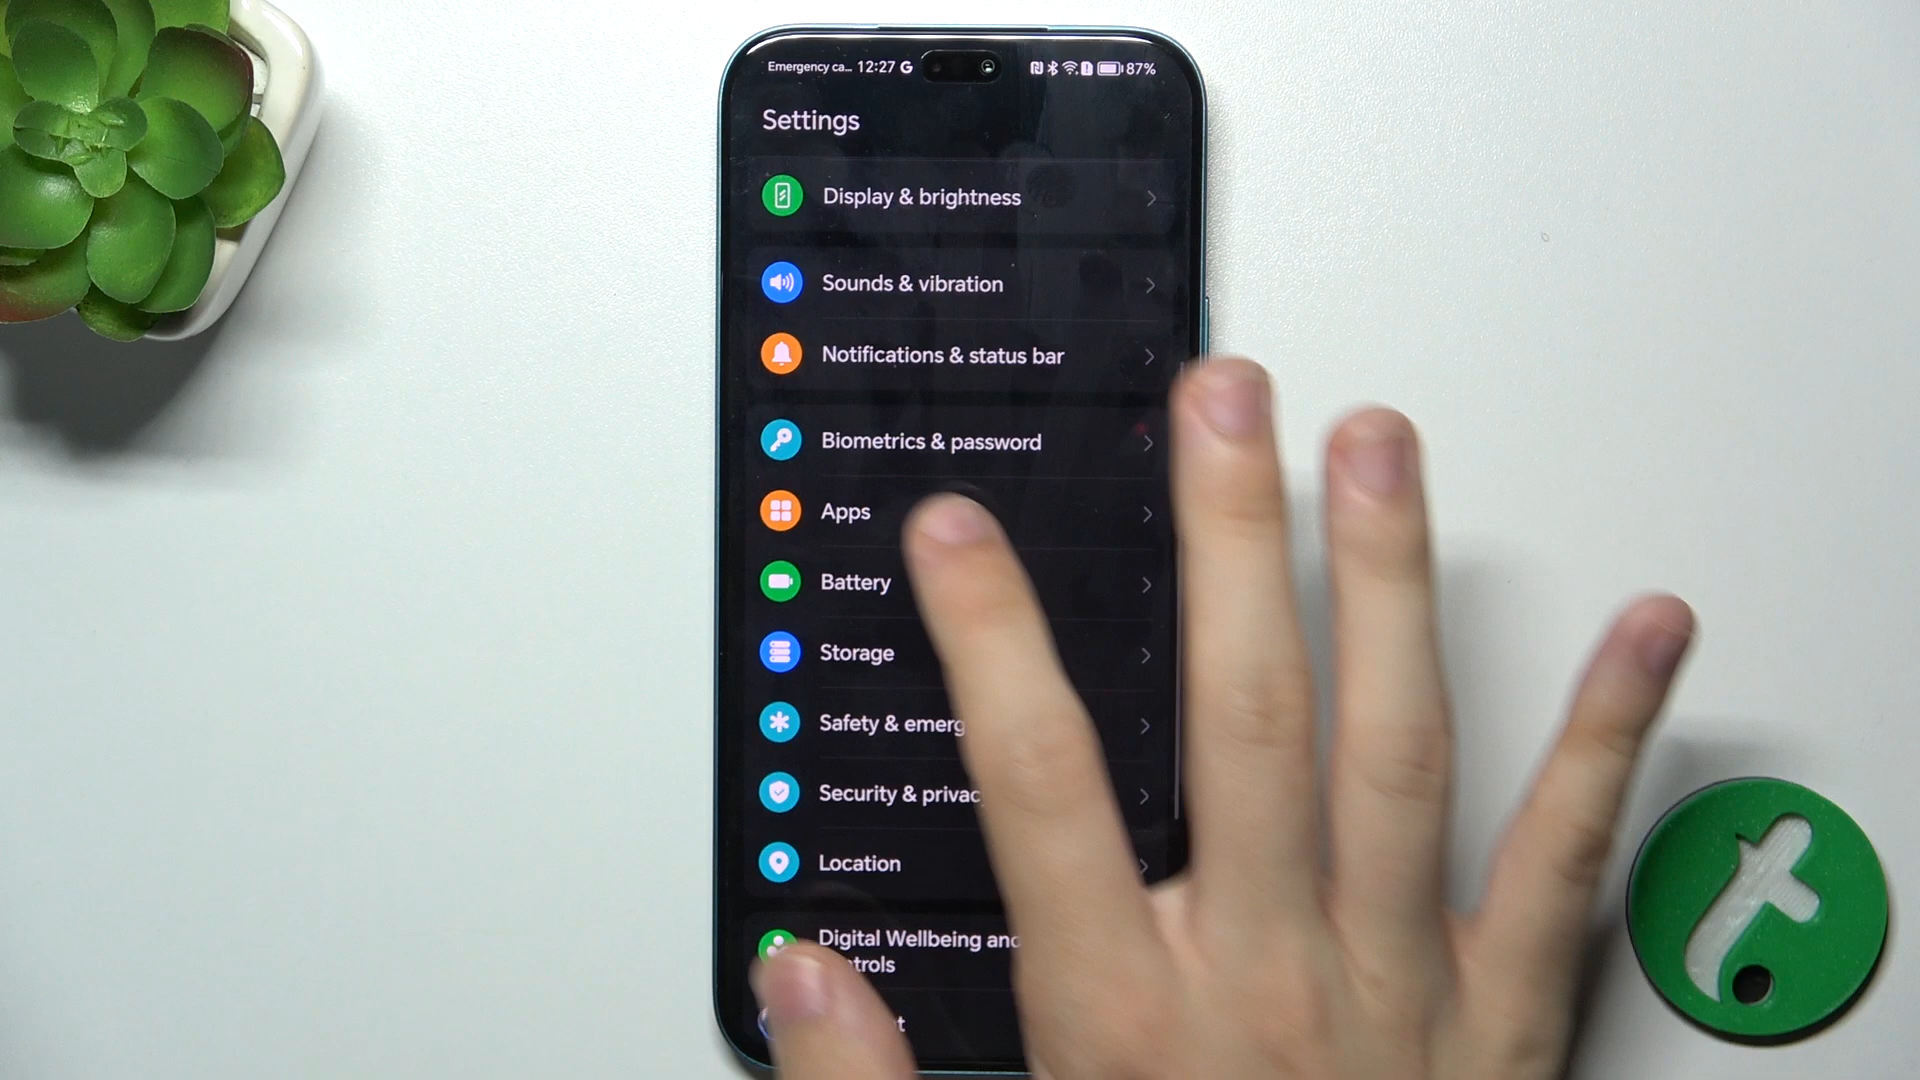 Emergency ca... 12:27 G 87%
Settings
Display & brightness
Sounds & vibration
Notifications & status bar
Biometrics & password
Apps
Battery
Storage
Safety & emerg
Security & privac
Location
Digital Wellbeing and
trols